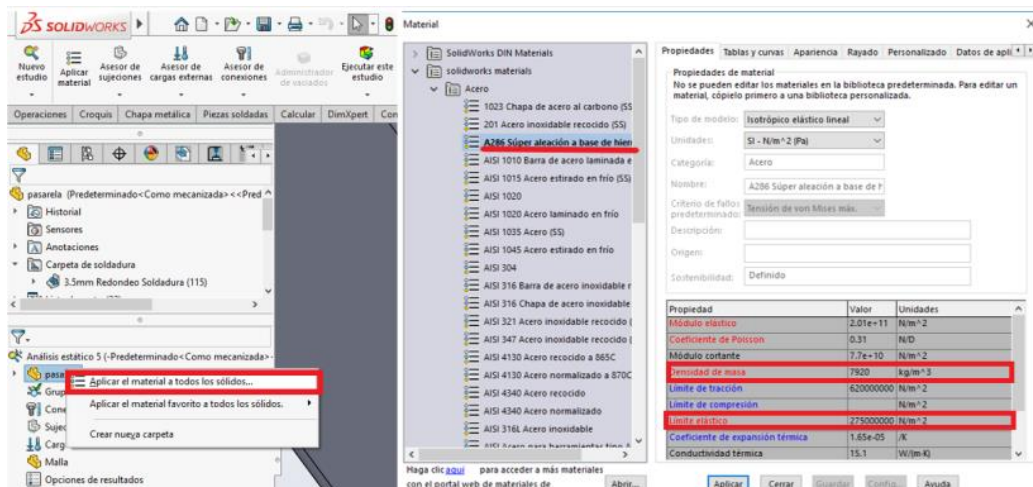 SOLIDWORKS
Nuevo estudio
Aplicar material
Asesor de sujeciones
Asesor de cargas externas
Asesor de conexiones
Administrador de vaciados
Ejecutar este estudio
Operaciones Croquis Chapa metálica Piezas soldadas Calcular DimXpert Con
pasarela (Predeterminado<Como mecanizada><<Pred
Historial
Sensores
Anotaciones
Carpeta de soldadura
3.5mm Redondeo Soldadura (115)
Análisis estático 5 (-Predeterminado<Como mecanizada>-
pasa
Grup
Cone
Sujec
Carg
Malla
Opciones de resultados
Aplicar el material a todos los sólidos...
Aplicar el material favorito a todos los sólidos.
Crear nueva carpeta
Material
SolidWorks DIN Materials
solidworks materials
Acero
1023 Chapa de acero al carbono (SS
201 Acero inoxidable recocido (SS)
A286 Súper aleación a base de hierr
AISI 1010 Barra de acero laminada e
AISI 1015 Acero estirado en frío (SS)
AISI 1020
AISI 1020 Acero laminado en frío
AISI 1035 Acero (SS)
AISI 1045 Acero estirado en frío
AISI 304
AISI 316 Barra de acero inoxidable r
AISI 316 Chapa de acero inoxidable
AISI 321 Acero inoxidable recocido (
AISI 347 Acero inoxidable recocido (
AISI 4130 Acero recocido a 865C
AISI 4130 Acero normalizado a 870C
AISI 4340 Acero recocido
AISI 4340 Acero normalizado
AISI 316L Acero inoxidable
AISI Acero para herramientas tipo A
Haga clic aquí para acceder a más materiales
con el portal web de materiales de
Abrir...
Propiedades Tablas y curvas Apariencia Rayado Personalizado Datos de apli
Propiedades de material
No se pueden editar los materiales en la biblioteca predeterminada. Para editar un
material, cópielo primero a una biblioteca personalizada.
Tipo de modelo: Isotrópico elástico lineal
Unidades: SI - N/m^2 (Pa)
Categoría: Acero
Nombre: A286 Súper aleación a base de h
Criterio de fallos predeterminado: Tensión de von Mises máx.
Descripción:
Origen:
Sostenibilidad: Definido
Propiedad Valor Unidades
Módulo elástico 2.01e+11 N/m^2
Coeficiente de Poisson 0.31 N/D
Módulo cortante 7.7e+10 N/m^2
Densidad de masa 7920 kg/m^3
Límite de tracción 620000000 N/m^2
Límite de compresión N/m^2
Límite elástico 275000000 N/m^2
Coeficiente de expansión térmica 1.65e-05 /K
Conductividad térmica 15.1 W/(m·K)
Aplicar Cerrar Guardar Config... Ayuda